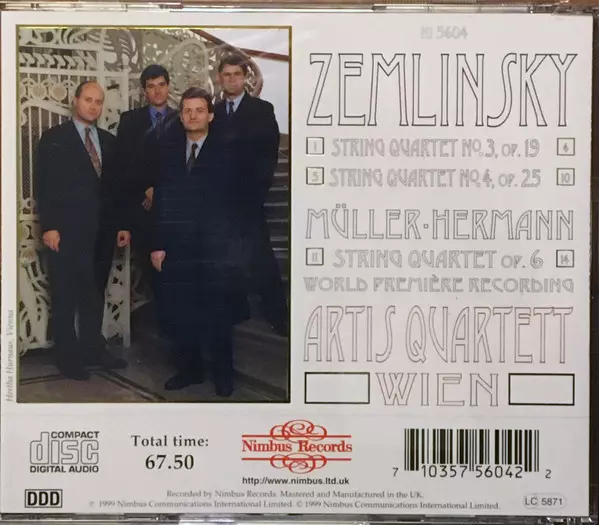 NI 5604
ZEMLINSKY
1 STRING QUARTET NO. 3, OP. 19 4
5 STRING QUARTET NO. 4, OP. 25 10
MÜLLER-HERMANN
11 STRING QUARTET OP. 6 14
WORLD PREMIÈRE RECORDING
ARTIS QUARTETT
WIEN
Vienna
COMPACT
disc
DIGITAL AUDIO
Total time:
67.50
Nimbus Records
http://www.nimbus.ltd.uk
7 10357 56042 2
DDD
Recorded by Nimbus Records. Mastered and Manufactured in the UK.
℗ 1999 Nimbus Communications International Limited. © 1999 Nimbus Communications International Limited.
LC 5871